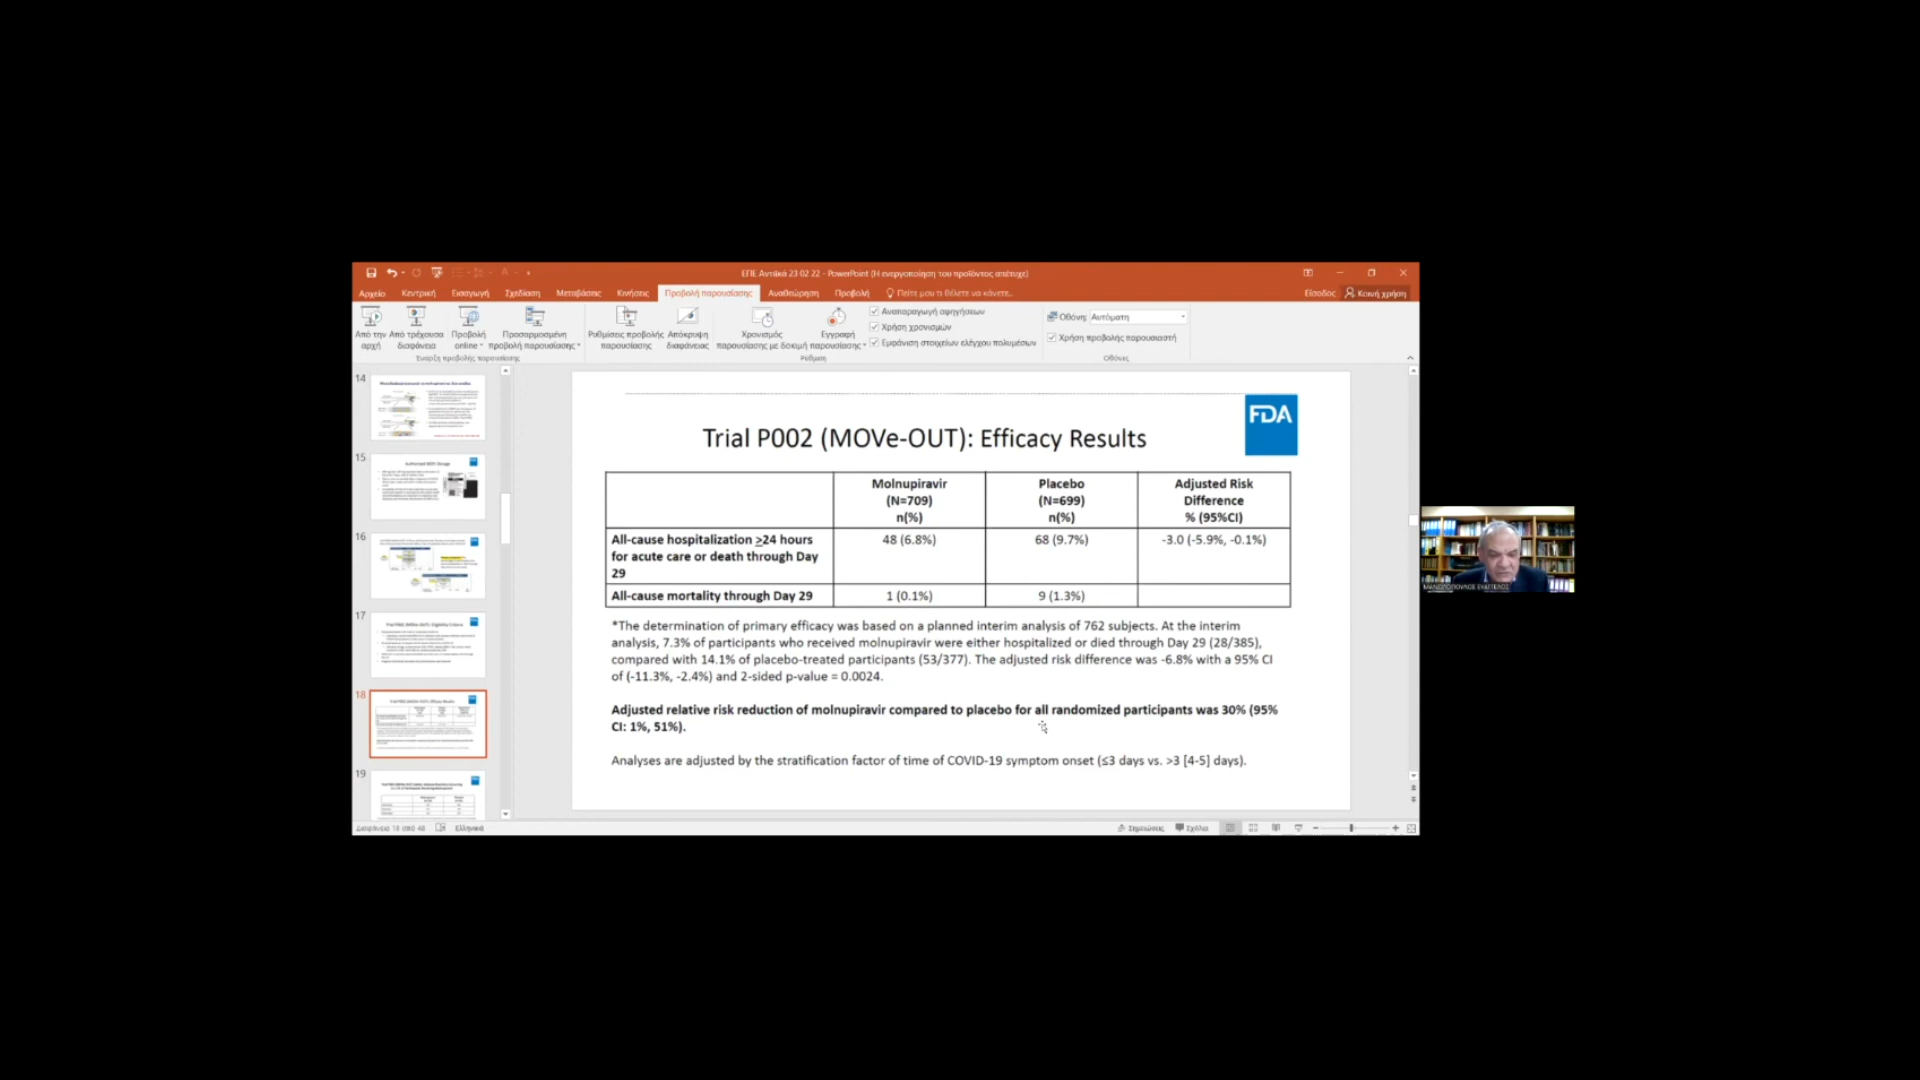 ΕΠΕ Αντιικά 23 02 22 - PowerPoint (Η ενεργοποίηση του προϊόντος απέτυχε)
Αρχείο Κεντρική Εισαγωγή Σχεδίαση Μεταβάσεις Κινήσεις Προβολή παρουσίασης Αναθεώρηση Προβολή Πείτε μου τι θέλετε να κάνετε... Είσοδος Κοινή χρήση
Από την αρχή
Από τρέχουσα διαφάνεια
Προβολή online
Προσαρμοσμένη προβολή παρουσίασης
Ρυθμίσεις προβολής παρουσίασης
Απόκρυψη διαφάνειας
Χρονισμός παρουσίασης με δοκιμή
Εγγραφή παρουσίασης
Αναπαραγωγή αφηγήσεων
Χρήση χρονισμών
Εμφάνιση στοιχείων ελέγχου πολυμέσων
Οθόνη: Αυτόματη
Χρήση προβολής παρουσιαστή
Έναρξη προβολής παρουσίασης
Ρύθμιση
Οθόνες
14
15
16
17
18
19
FDA
Trial P002 (MOVe-OUT): Efficacy Results
Molnupiravir
(N=709)
n(%)
Placebo
(N=699)
n(%)
Adjusted Risk
Difference
% (95%CI)
All-cause hospitalization ≥24 hours
for acute care or death through Day
29
48 (6.8%)
68 (9.7%)
-3.0 (-5.9%, -0.1%)
All-cause mortality through Day 29
1 (0.1%)
9 (1.3%)
*The determination of primary efficacy was based on a planned interim analysis of 762 subjects. At the interim
analysis, 7.3% of participants who received molnupiravir were either hospitalized or died through Day 29 (28/385),
compared with 14.1% of placebo-treated participants (53/377). The adjusted risk difference was -6.8% with a 95% CI
of (-11.3%, -2.4%) and 2-sided p-value = 0.0024.
Adjusted relative risk reduction of molnupiravir compared to placebo for all randomized participants was 30% (95%
CI: 1%, 51%).
Analyses are adjusted by the stratification factor of time of COVID-19 symptom onset (≤3 days vs. >3 [4-5] days).
Διαφάνεια 18 από 48 Ελληνικά
Σημειώσεις Σχόλια